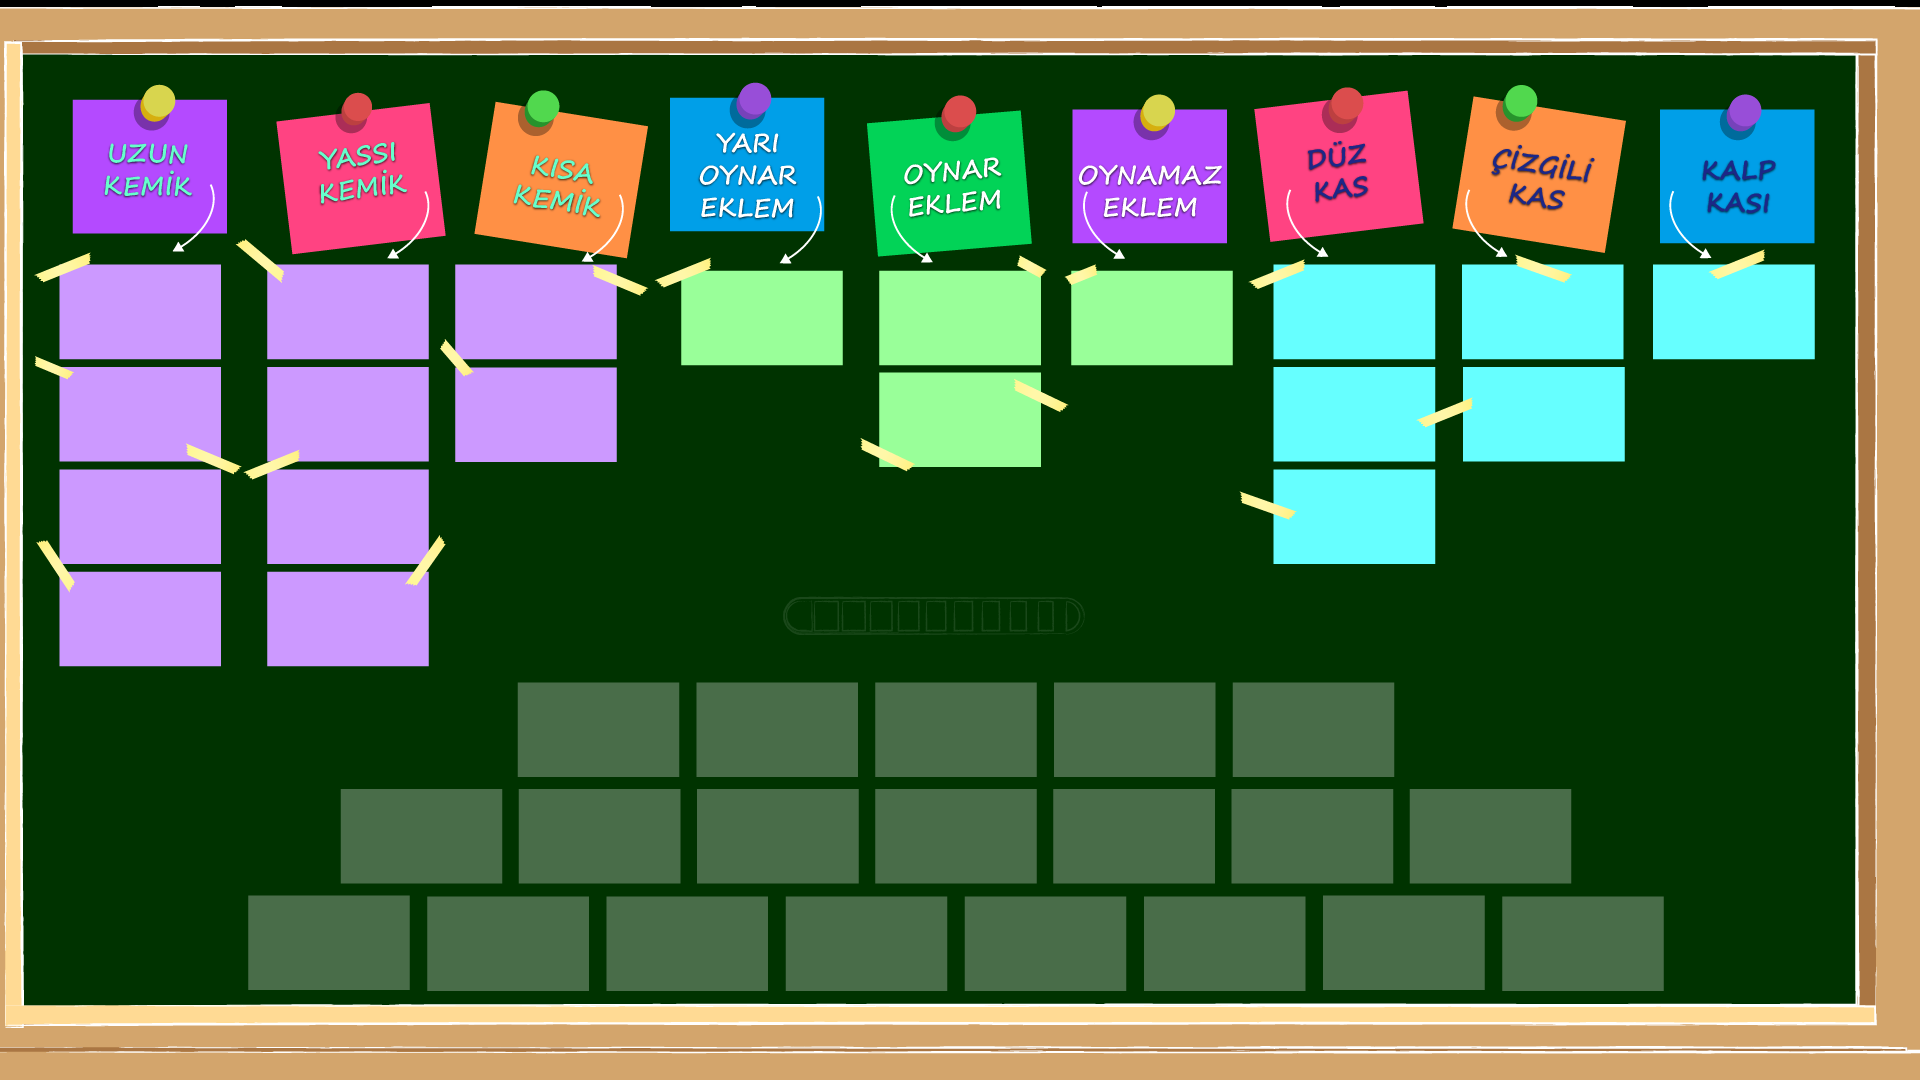 UZUN
KEMİK
YASSI
KEMİK
KISA
KEMİK
YARI
OYNAR
EKLEM
OYNAR
EKLEM
OYNAMAZ
EKLEM
DÜZ
KAS
ÇİZGİLİ
KAS
KALP
KASI